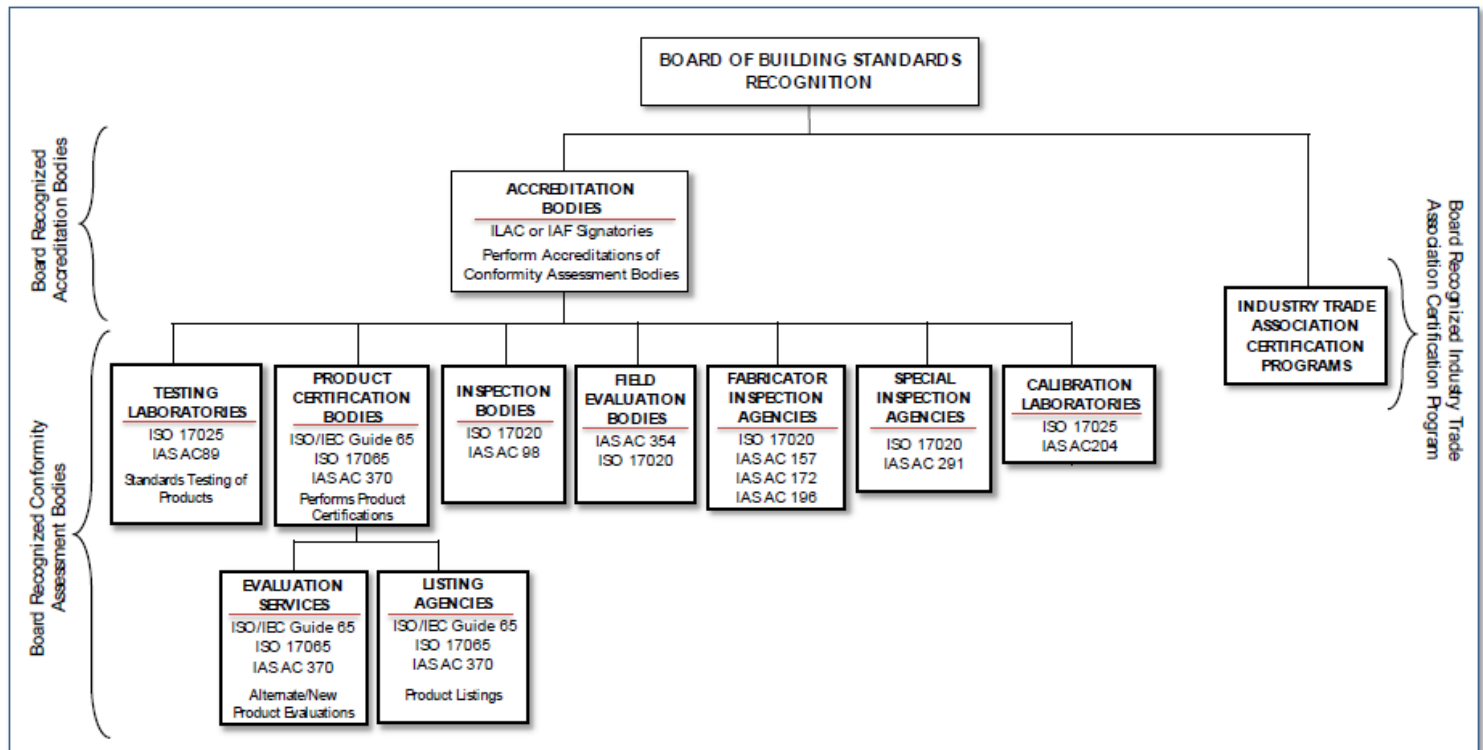 BOARD OF BUILDING STANDARDS
RECOGNITION
Board Recognized
Accreditation Bodies
ACCREDITATION
BODIES
ILAC or IAF Signatories
Perform Accreditations of
Conformity Assessment Bodies
INDUSTRY TRADE
ASSOCIATION
CERTIFICATION
PROGRAMS
Board Recognized Industry Trade
Association Certification Program
Board Recognized Conformity
Assessment Bodies
TESTING
LABORATORIES
ISO 17025
IAS AC89
Standards Testing of
Products
PRODUCT
CERTIFICATION
BODIES
ISO/IEC Guide 65
ISO 17065
IAS AC 370
Performs Product
Certifications
INSPECTION
BODIES
ISO 17020
IAS AC 98
FIELD
EVALUATION
BODIES
IAS AC 354
ISO 17020
FABRICATOR
INSPECTION
AGENCIES
ISO 17020
IAS AC 157
IAS AC 172
IAS AC 196
SPECIAL
INSPECTION
AGENCIES
ISO 17020
IAS AC 291
CALIBRATION
LABORATORIES
ISO 17025
IAS AC204
EVALUATION
SERVICES
ISO/IEC Guide 65
ISO 17065
IAS AC 370
Alternate/New
Product Evaluations
LISTING
AGENCIES
ISO/IEC Guide 65
ISO 17065
IAS AC 370
Product Listings